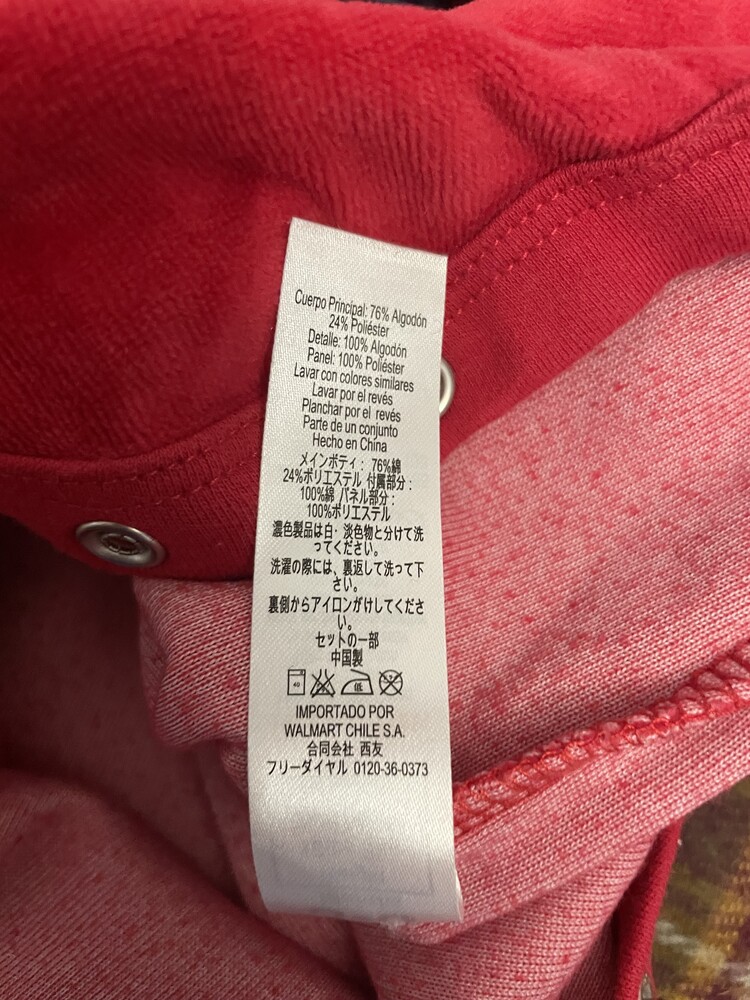 Cuerpo Principal: 76% Algodón
24% Poliéster
Detalle: 100% Algodón
Panel: 100% Poliéster
Lavar con colores similares
Lavar por el revés
Planchar por el revés
Parte de un conjunto
Hecho en China
メインボディ: 76%綿
24%ポリエステル 付属部分:
100%綿 パネル部分:
100%ポリエステル
濃色製品は白・淡色物と分けて洗
ってください。
洗濯の際には、裏返して洗って下
さい。
裏側からアイロンがけしてくださ
い。
セットの一部
中国製
40 低
IMPORTADO POR
WALMART CHILE S.A.
合同会社 西友
フリーダイヤル 0120-36-0373